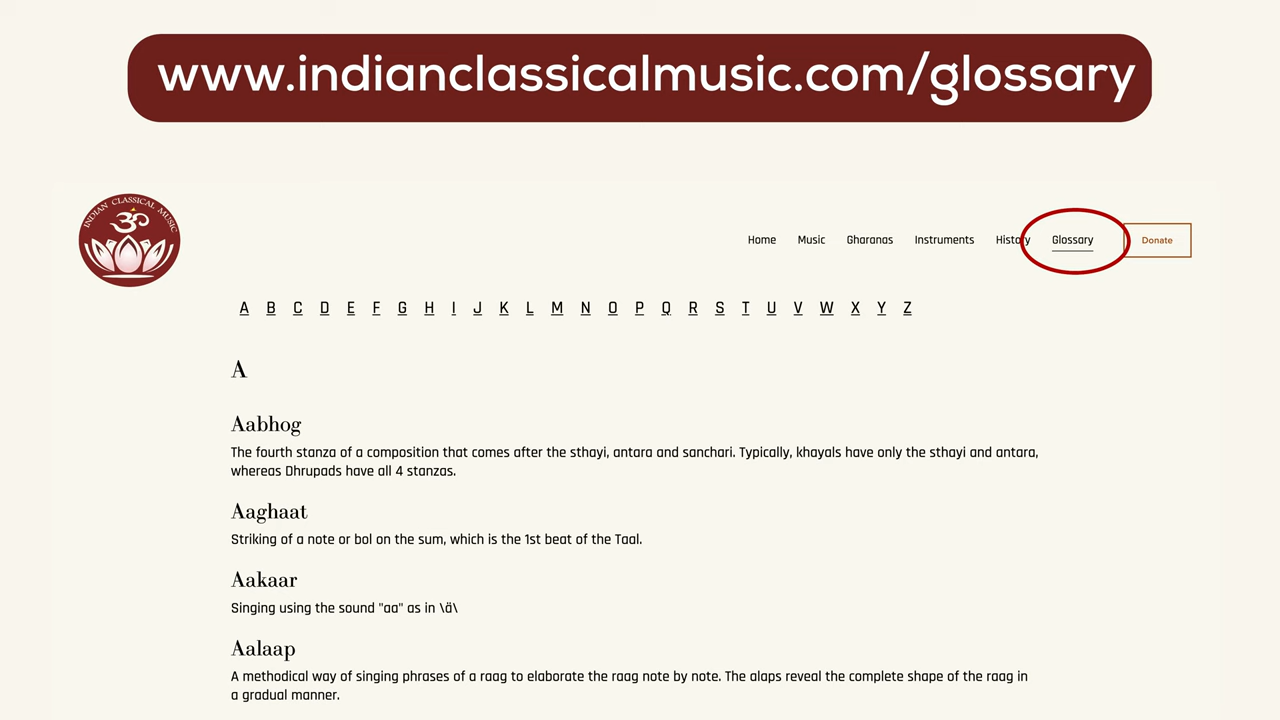 www.indianclassicalmusic.com/glossary
INDIAN CLASSICAL MUSIC
ॐ
Home Music Gharanas Instruments History Glossary Donate
A B C D E F G H I J K L M N O P Q R S T U V W X Y Z
A
Aabhog
The fourth stanza of a composition that comes after the sthayi, antara and sanchari. Typically, khayals have only the sthayi and antara,
whereas Dhrupads have all 4 stanzas.
Aaghaat
Striking of a note or bol on the sum, which is the 1st beat of the Taal.
Aakaar
Singing using the sound "aa" as in \ä\
Aalaap
A methodical way of singing phrases of a raag to elaborate the raag note by note. The alaps reveal the complete shape of the raag in
a gradual manner.